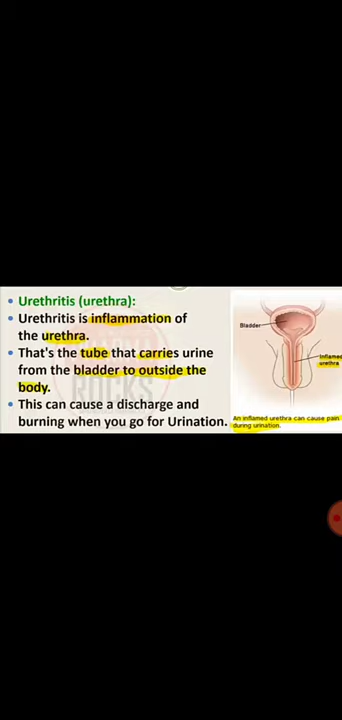 Urethritis (urethra):
Urethritis is inflammation of
the urethra.
That's the tube that carries urine
from the bladder to outside the
body.
This can cause a discharge and
burning when you go for Urination.
Bladder
Inflamed
urethra
An inflamed urethra can cause pain
during urination.
ROCKS